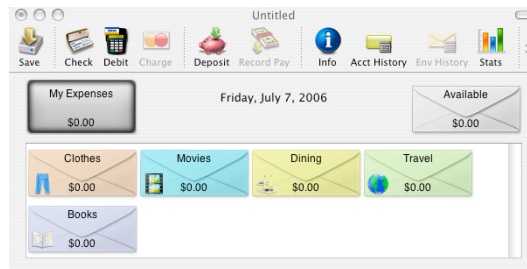 Untitled
Save Check Debit Charge Deposit Record Pay Info Acct History Env History Stats
My Expenses
$0.00
Friday, July 7, 2006
Available
$0.00
Clothes
$0.00
Movies
$0.00
Dining
$0.00
Travel
$0.00
Books
$0.00